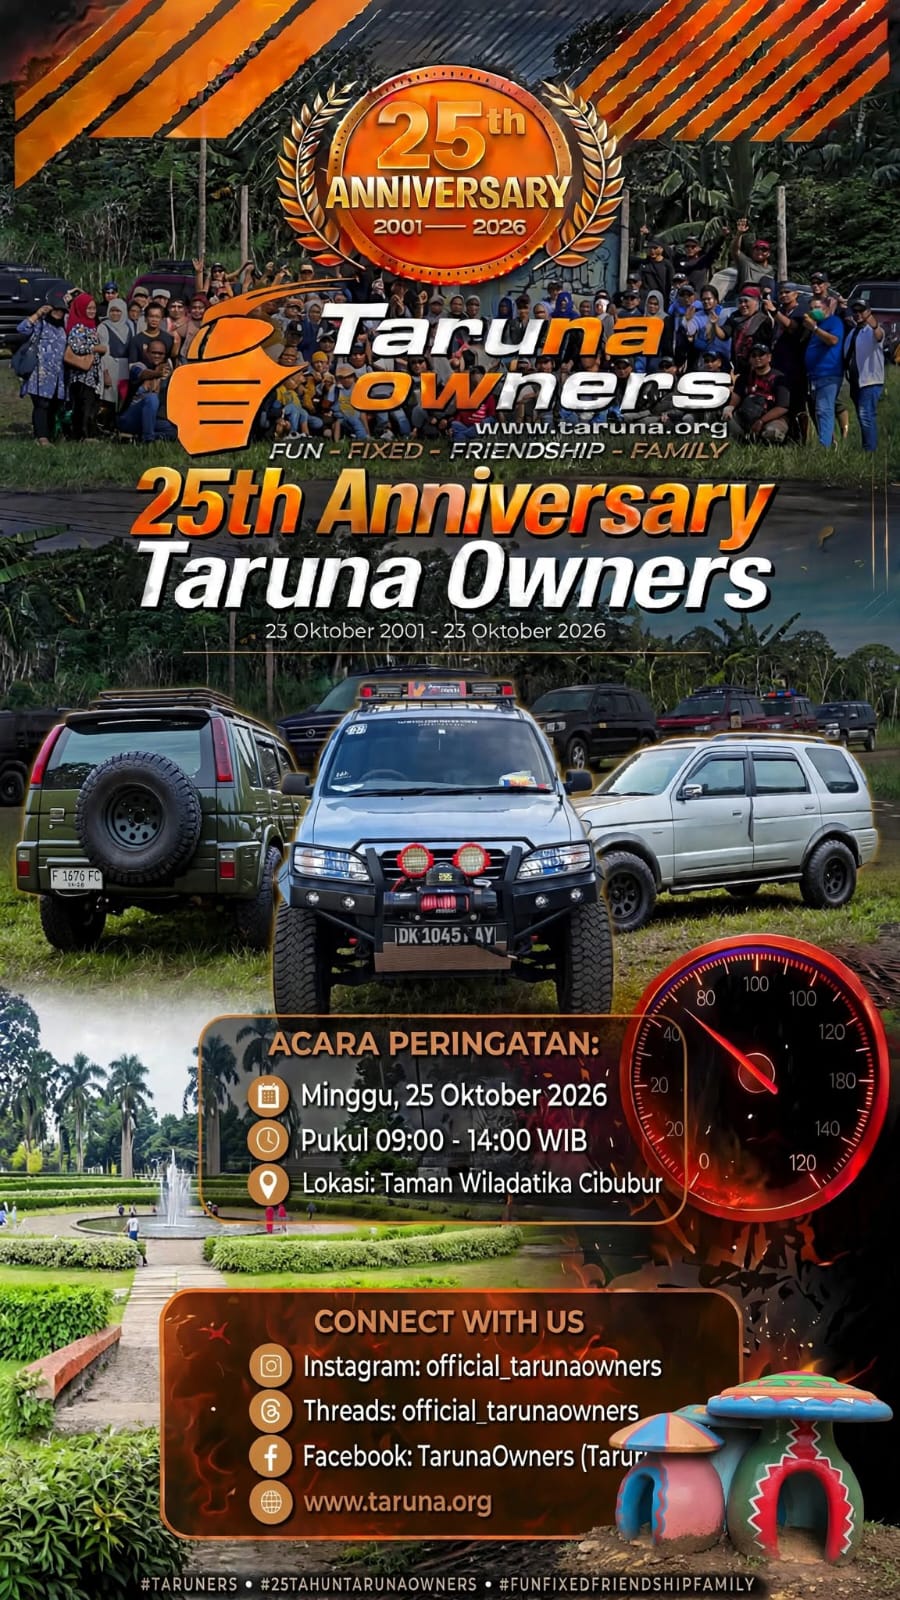 25th
ANNIVERSARY
2001 — 2026
Taruna
owners
www.taruna.org
FUN - FIXED - FRIENDSHIP - FAMILY
25th Anniversary
Taruna Owners
23 Oktober 2001 - 23 Oktober 2026
F 1676 FC
DK 1045 AY
ACARA PERINGATAN:
Minggu, 25 Oktober 2026
Pukul 09:00 - 14:00 WIB
Lokasi: Taman Wiladatika Cibubur
0
20
20
40
80
100
100
120
180
140
120
CONNECT WITH US
Instagram: official_tarunaowners
Threads: official_tarunaowners
Facebook: TarunaOwners (Tarur
www.taruna.org
#TARUNERS • #25TAHUNTARUNAOWNERS • #FUNFIXEDFRIENDSHIPFAMILY